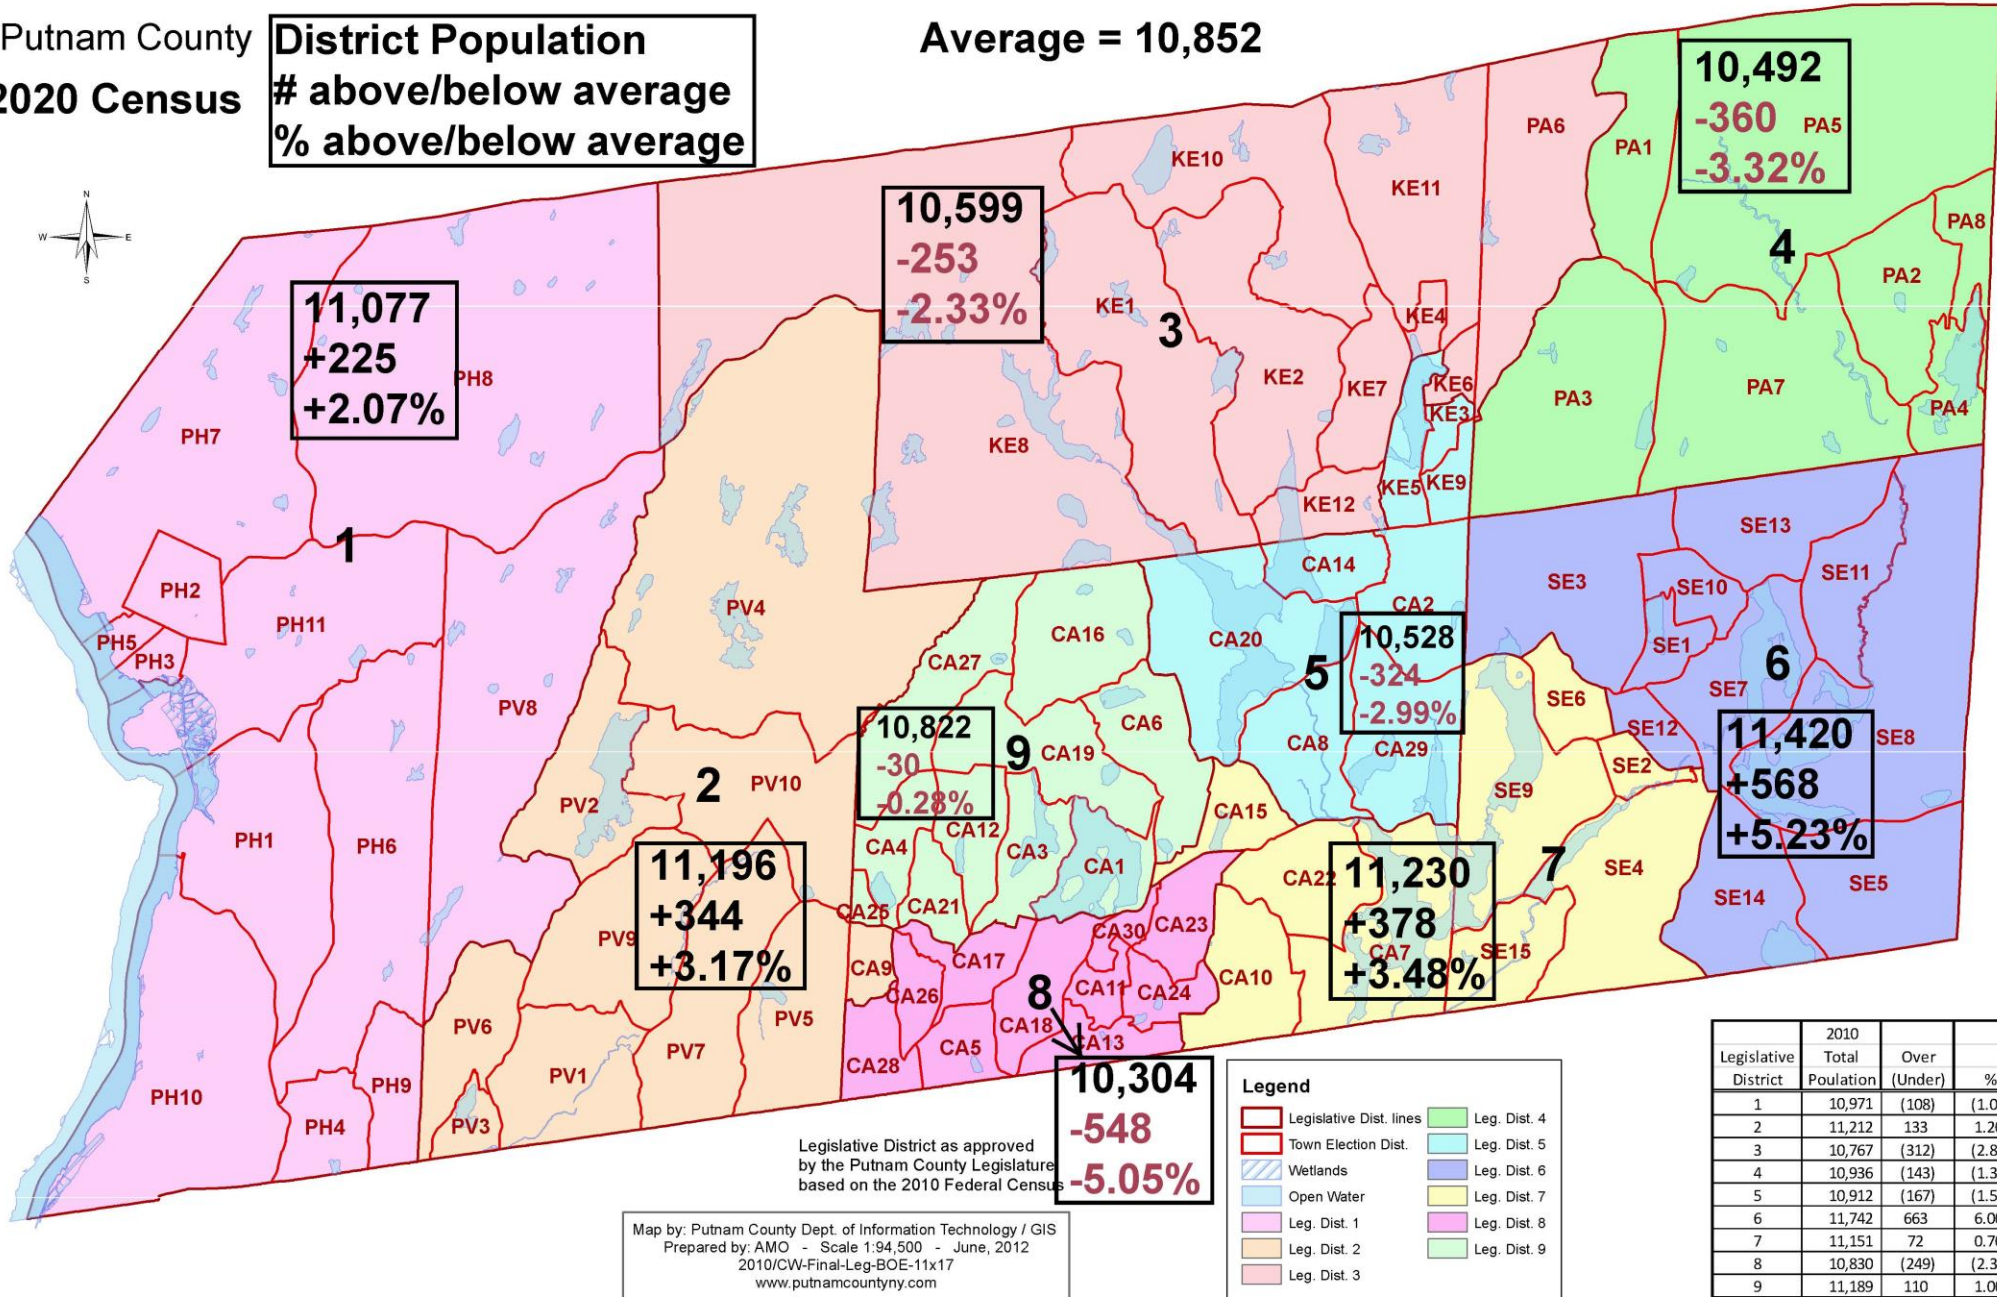 Putnam County
2020 Census
District Population
# above/below average
% above/below average
Average = 10,852
N
W E
S
10,492
-360
-3.32%
PA5
PA1
PA6
PA8
4
PA2
PA3
PA7
PA4
KE10
KE11
10,599
-253
-2.33%
KE1
3
KE4
KE2
KE7
KE6
KE3
KE8
KE5
KE9
KE12
11,077
+225
+2.07%
PH8
PH7
1
PH2
PH11
PH5
PH3
PV8
PH1
PH6
PH10
PH9
PH4
PV4
PV2
2
PV10
11,196
+344
+3.17%
PV9
PV6
PV5
PV7
PV1
PV3
CA16
CA27
CA6
10,822
-30
-0.28%
9
CA19
CA12
CA4
CA3
CA1
CA21
CA25
CA14
CA2
CA20
5
10,528
-324
-2.99%
CA8
CA29
SE13
SE3
SE10
SE11
SE1
6
SE7
SE12
SE8
11,420
+568
+5.23%
SE14
SE5
SE6
SE2
SE9
CA15
7
SE4
CA22
11,230
+378
+3.48%
CA7
SE15
CA10
CA23
CA30
CA17
CA9
CA26
8
CA11
CA24
CA18
CA13
CA5
CA28
10,304
-548
-5.05%
Legislative District as approved
by the Putnam County Legislature
based on the 2010 Federal Census
Map by: Putnam County Dept. of Information Technology / GIS
Prepared by: AMO - Scale 1:94,500 - June, 2012
2010/CW-Final-Leg-BOE-11x17
www.putnamcountyny.com
Legend
Legislative Dist. lines
Town Election Dist.
Wetlands
Open Water
Leg. Dist. 1
Leg. Dist. 2
Leg. Dist. 3
Leg. Dist. 4
Leg. Dist. 5
Leg. Dist. 6
Leg. Dist. 7
Leg. Dist. 8
Leg. Dist. 9
2010
Legislative Total Over
District Poulation (Under) %
1 10,971 (108) (1.0
2 11,212 133
3 10,767 (312) (2.8
4 10,936 (143) (1.3
5 10,912 (167) (1.5
6 11,742 663
7 11,151 72
8 10,830 (249) (2.3
9 11,189 110